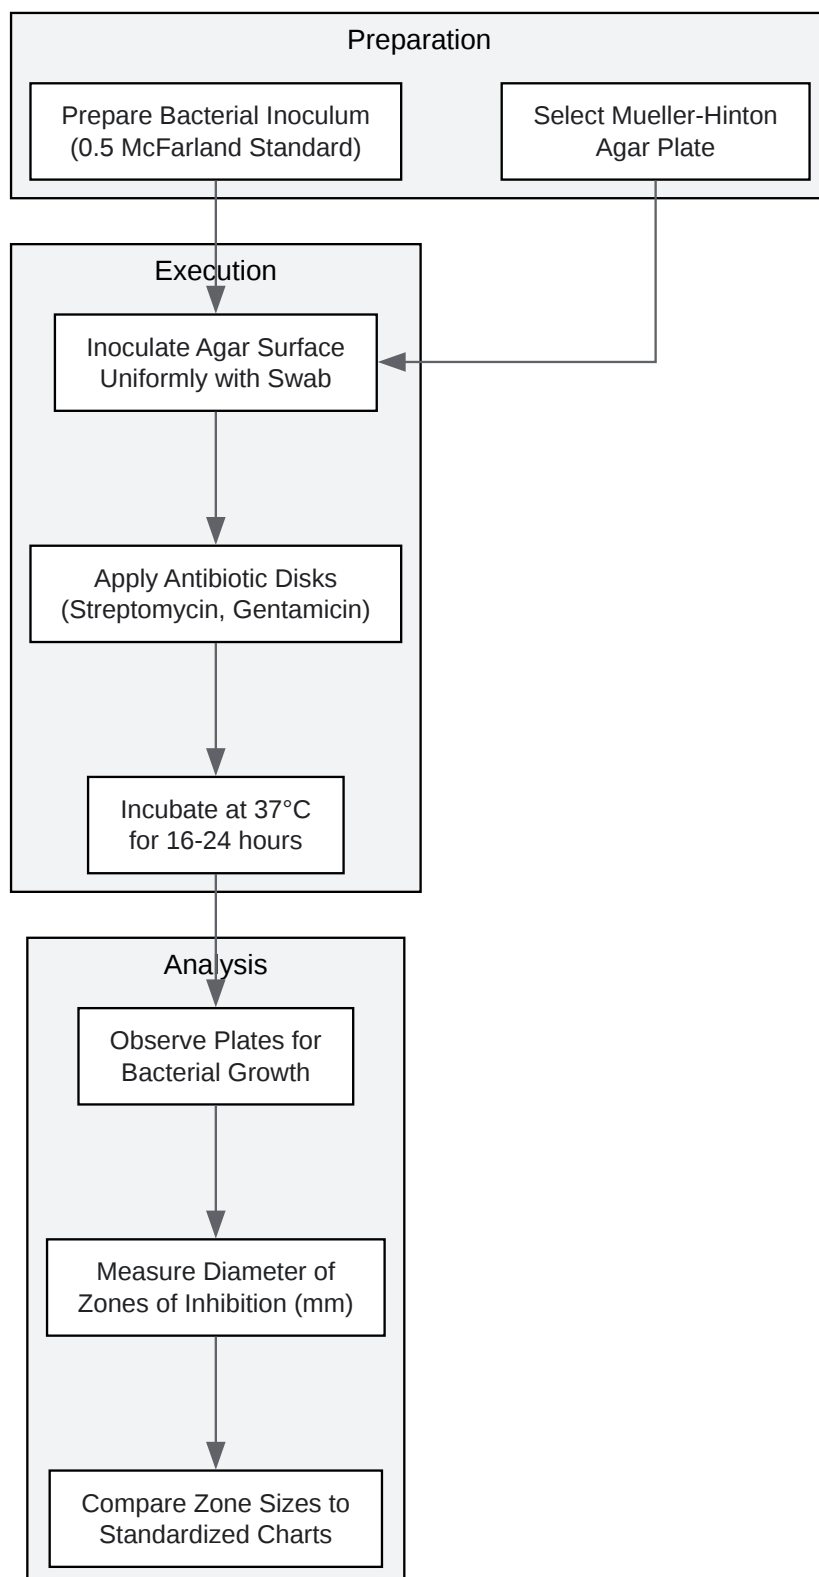 Preparation
Prepare Bacterial Inoculum
(0.5 McFarland Standard)
Select Mueller-Hinton
Agar Plate
Execution
Inoculate Agar Surface
Uniformly with Swab
Apply Antibiotic Disks
(Streptomycin, Gentamicin)
Incubate at 37°C
for 16-24 hours
Analysis
Observe Plates for
Bacterial Growth
Measure Diameter of
Zones of Inhibition (mm)
Compare Zone Sizes to
Standardized Charts